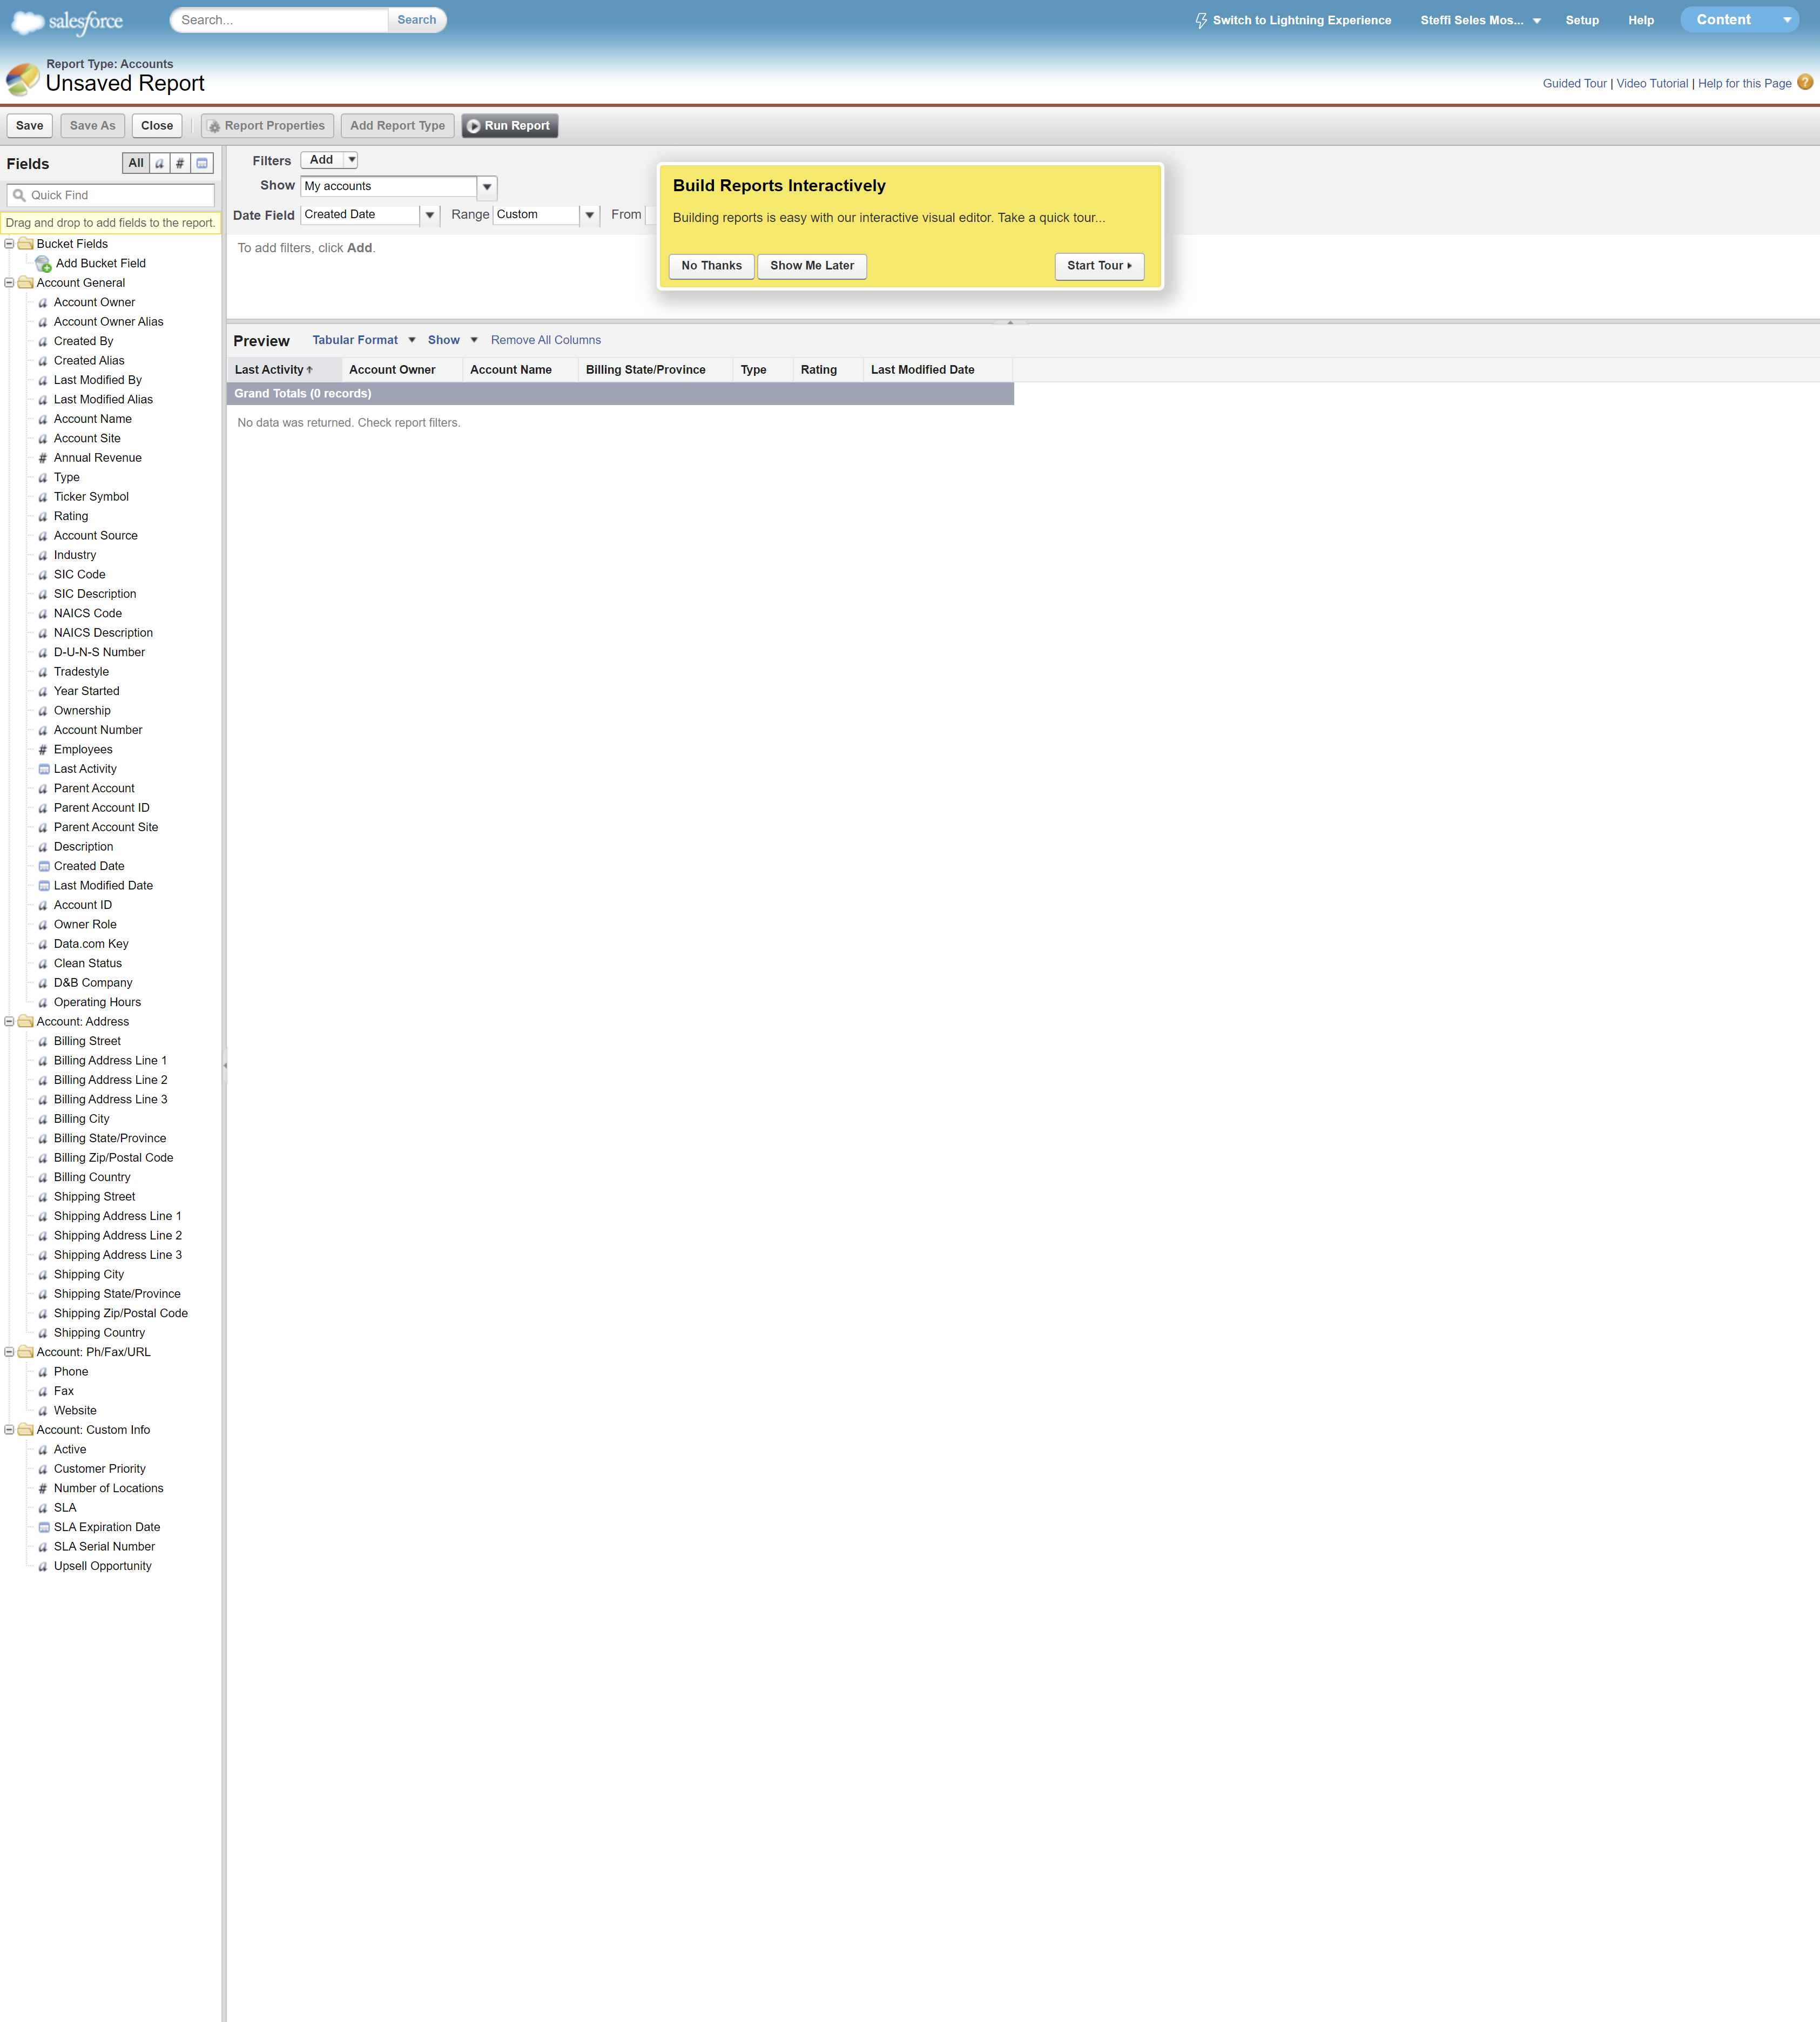 salesforce
Search...
Search
Switch to Lightning Experience
Steffi Seles Mos...
Setup
Help
Content
Report Type: Accounts
Unsaved Report
Guided Tour | Video Tutorial | Help for this Page ?
Save
Save As
Close
Report Properties
Add Report Type
Run Report
Fields
All
a
#
Quick Find
Drag and drop to add fields to the report.
Bucket Fields
Add Bucket Field
Account General
a Account Owner
a Account Owner Alias
a Created By
a Created Alias
a Last Modified By
a Last Modified Alias
a Account Name
a Account Site
# Annual Revenue
a Type
a Ticker Symbol
a Rating
a Account Source
a Industry
a SIC Code
a SIC Description
a NAICS Code
a NAICS Description
a D-U-N-S Number
a Tradestyle
a Year Started
a Ownership
a Account Number
# Employees
Last Activity
a Parent Account
a Parent Account ID
a Parent Account Site
a Description
Created Date
Last Modified Date
a Account ID
a Owner Role
a Data.com Key
a Clean Status
a D&B Company
a Operating Hours
Account: Address
a Billing Street
a Billing Address Line 1
a Billing Address Line 2
a Billing Address Line 3
a Billing City
a Billing State/Province
a Billing Zip/Postal Code
a Billing Country
a Shipping Street
a Shipping Address Line 1
a Shipping Address Line 2
a Shipping Address Line 3
a Shipping City
a Shipping State/Province
a Shipping Zip/Postal Code
a Shipping Country
Account: Ph/Fax/URL
a Phone
a Fax
a Website
Account: Custom Info
a Active
a Customer Priority
# Number of Locations
a SLA
SLA Expiration Date
a SLA Serial Number
a Upsell Opportunity
Filters Add
Show My accounts
Date Field Created Date Range Custom From
To add filters, click Add.
Build Reports Interactively
Building reports is easy with our interactive visual editor. Take a quick tour...
No Thanks
Show Me Later
Start Tour
Preview Tabular Format Show Remove All Columns
Last Activity Account Owner Account Name Billing State/Province Type Rating Last Modified Date
Grand Totals (0 records)
No data was returned. Check report filters.